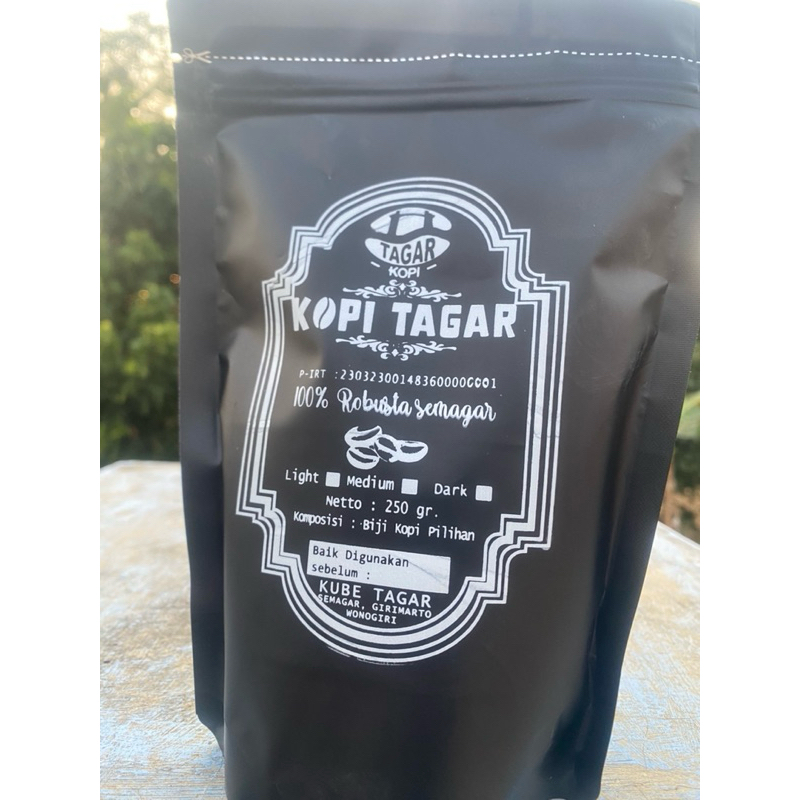 TAGAR
KOPI
KOPI TAGAR
P-IRT :2303230014836000000001
100% Robusta semagar
Light Medium Dark
Netto : 250 gr.
Komposisi : Biji Kopi Pilihan
Baik Digunakan
sebelum :
KUBE TAGAR
SEMAGAR, GIRIMARTO
WONOGIRI